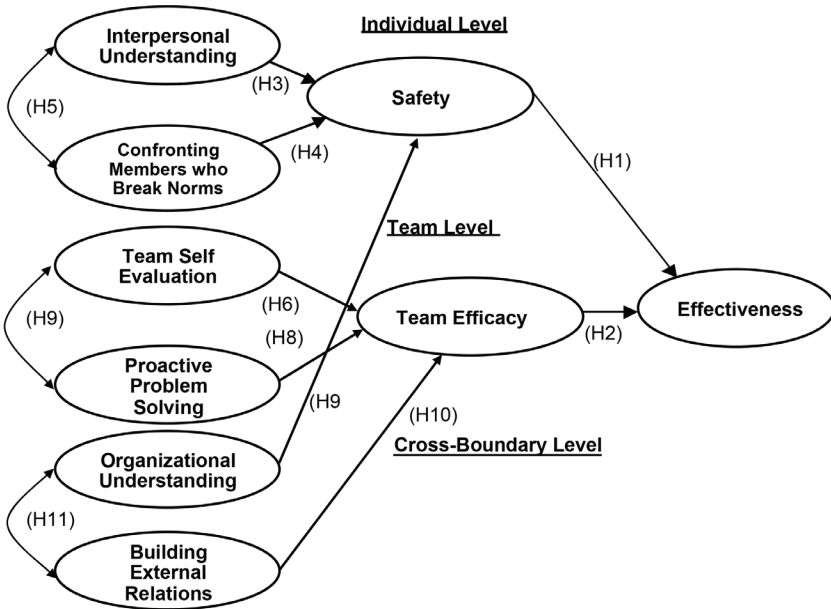 Individual Level
Interpersonal
Understanding
(H3)
Safety
(H5)
(H4)
Confronting
Members who
Break Norms
(H1)
Team Level
Team Self
Evaluation
(H6)
Team Efficacy
Effectiveness
(H9)
(H8)
(H2)
Proactive
Problem
Solving
(H9
(H10)
Cross-Boundary Level
Organizational
Understanding
(H11)
Building
External
Relations